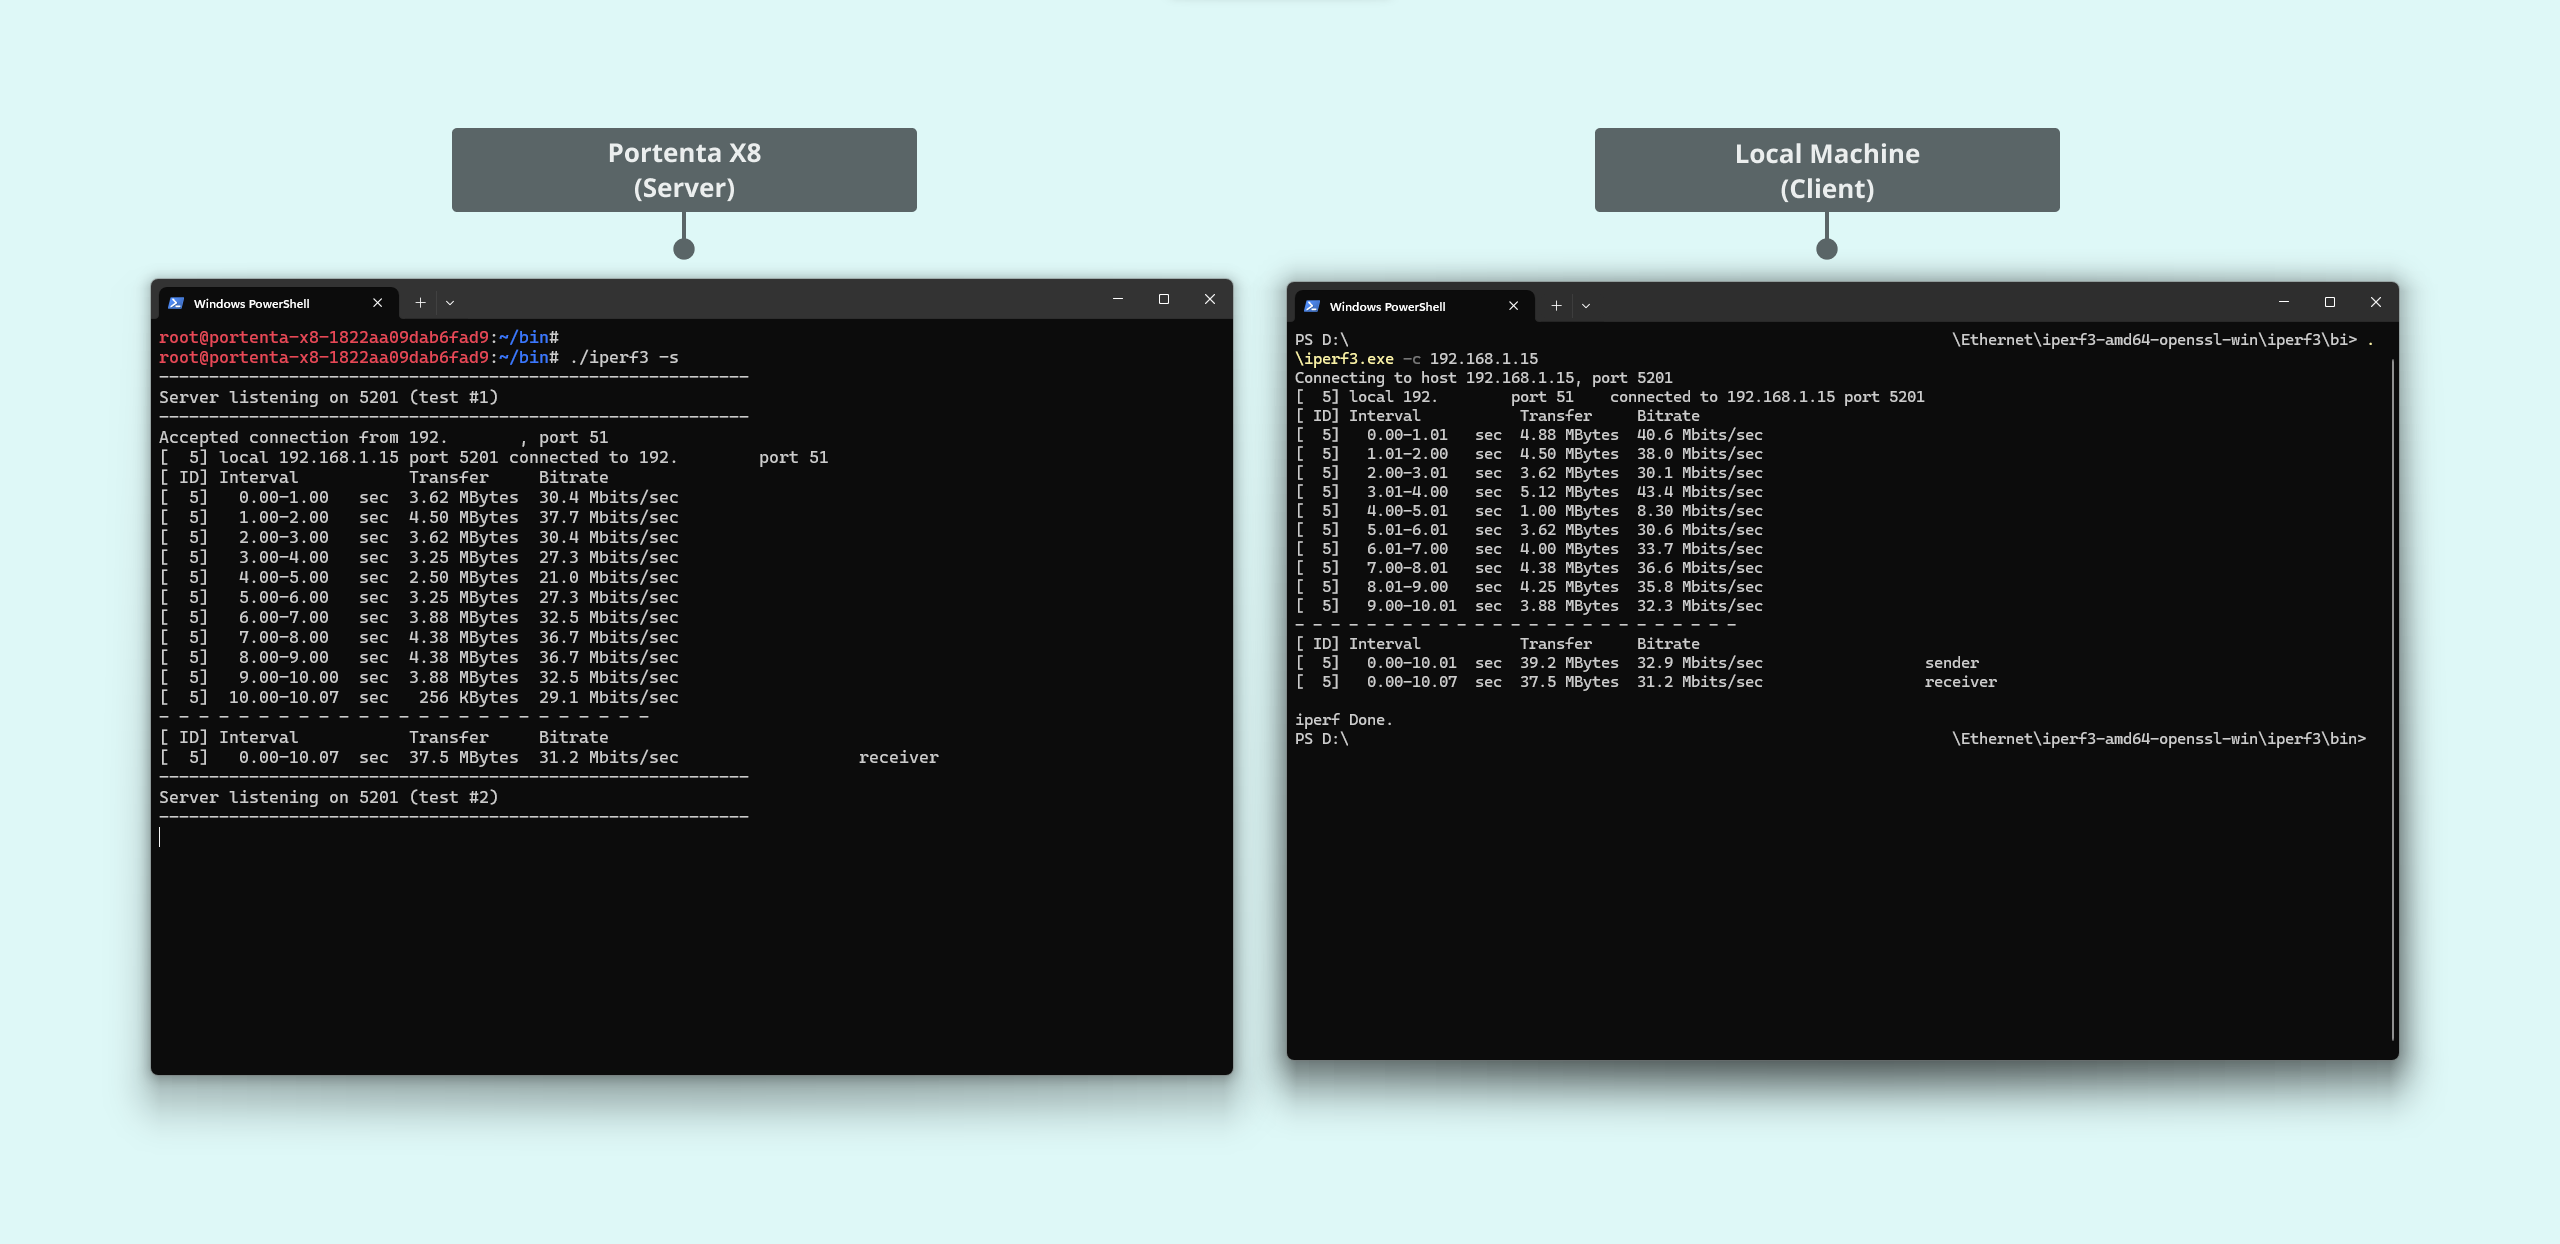 Portenta X8
(Server)
Windows PowerShell
root@portenta-x8-1822aa09dab6fad9:~/bin#
root@portenta-x8-1822aa09dab6fad9:~/bin# ./iperf3 -s
-----------------------------------------------------------
Server listening on 5201 (test #1)
-----------------------------------------------------------
Accepted connection from 192.       , port 51
[  5] local 192.168.1.15 port 5201 connected to 192.        port 51
[ ID] Interval           Transfer     Bitrate
[  5]   0.00-1.00   sec  3.62 MBytes  30.4 Mbits/sec
[  5]   1.00-2.00   sec  4.50 MBytes  37.7 Mbits/sec
[  5]   2.00-3.00   sec  3.62 MBytes  30.4 Mbits/sec
[  5]   3.00-4.00   sec  3.25 MBytes  27.3 Mbits/sec
[  5]   4.00-5.00   sec  2.50 MBytes  21.0 Mbits/sec
[  5]   5.00-6.00   sec  3.25 MBytes  27.3 Mbits/sec
[  5]   6.00-7.00   sec  3.88 MBytes  32.5 Mbits/sec
[  5]   7.00-8.00   sec  4.38 MBytes  36.7 Mbits/sec
[  5]   8.00-9.00   sec  4.38 MBytes  36.7 Mbits/sec
[  5]   9.00-10.00  sec  3.88 MBytes  32.5 Mbits/sec
[  5]  10.00-10.07  sec   256 KBytes  29.1 Mbits/sec
- - - - - - - - - - - - - - - - - - - - - - - - -
[ ID] Interval           Transfer     Bitrate
[  5]   0.00-10.07  sec  37.5 MBytes  31.2 Mbits/sec                  receiver
-----------------------------------------------------------
Server listening on 5201 (test #2)
-----------------------------------------------------------
Local Machine
(Client)
Windows PowerShell
PS D:\                                                                   \Ethernet\iperf3-amd64-openssl-win\iperf3\bi> .
\iperf3.exe -c 192.168.1.15
Connecting to host 192.168.1.15, port 5201
[  5] local 192.        port 51    connected to 192.168.1.15 port 5201
[ ID] Interval           Transfer     Bitrate
[  5]   0.00-1.01   sec  4.88 MBytes  40.6 Mbits/sec
[  5]   1.01-2.00   sec  4.50 MBytes  38.0 Mbits/sec
[  5]   2.00-3.01   sec  3.62 MBytes  30.1 Mbits/sec
[  5]   3.01-4.00   sec  5.12 MBytes  43.4 Mbits/sec
[  5]   4.00-5.01   sec  1.00 MBytes  8.30 Mbits/sec
[  5]   5.01-6.01   sec  3.62 MBytes  30.6 Mbits/sec
[  5]   6.01-7.00   sec  4.00 MBytes  33.7 Mbits/sec
[  5]   7.00-8.01   sec  4.38 MBytes  36.6 Mbits/sec
[  5]   8.01-9.00   sec  4.25 MBytes  35.8 Mbits/sec
[  5]   9.00-10.01  sec  3.88 MBytes  32.3 Mbits/sec
- - - - - - - - - - - - - - - - - - - - - - - - -
[ ID] Interval           Transfer     Bitrate
[  5]   0.00-10.01  sec  39.2 MBytes  32.9 Mbits/sec                  sender
[  5]   0.00-10.07  sec  37.5 MBytes  31.2 Mbits/sec                  receiver
iperf Done.
PS D:\                                                                   \Ethernet\iperf3-amd64-openssl-win\iperf3\bin>